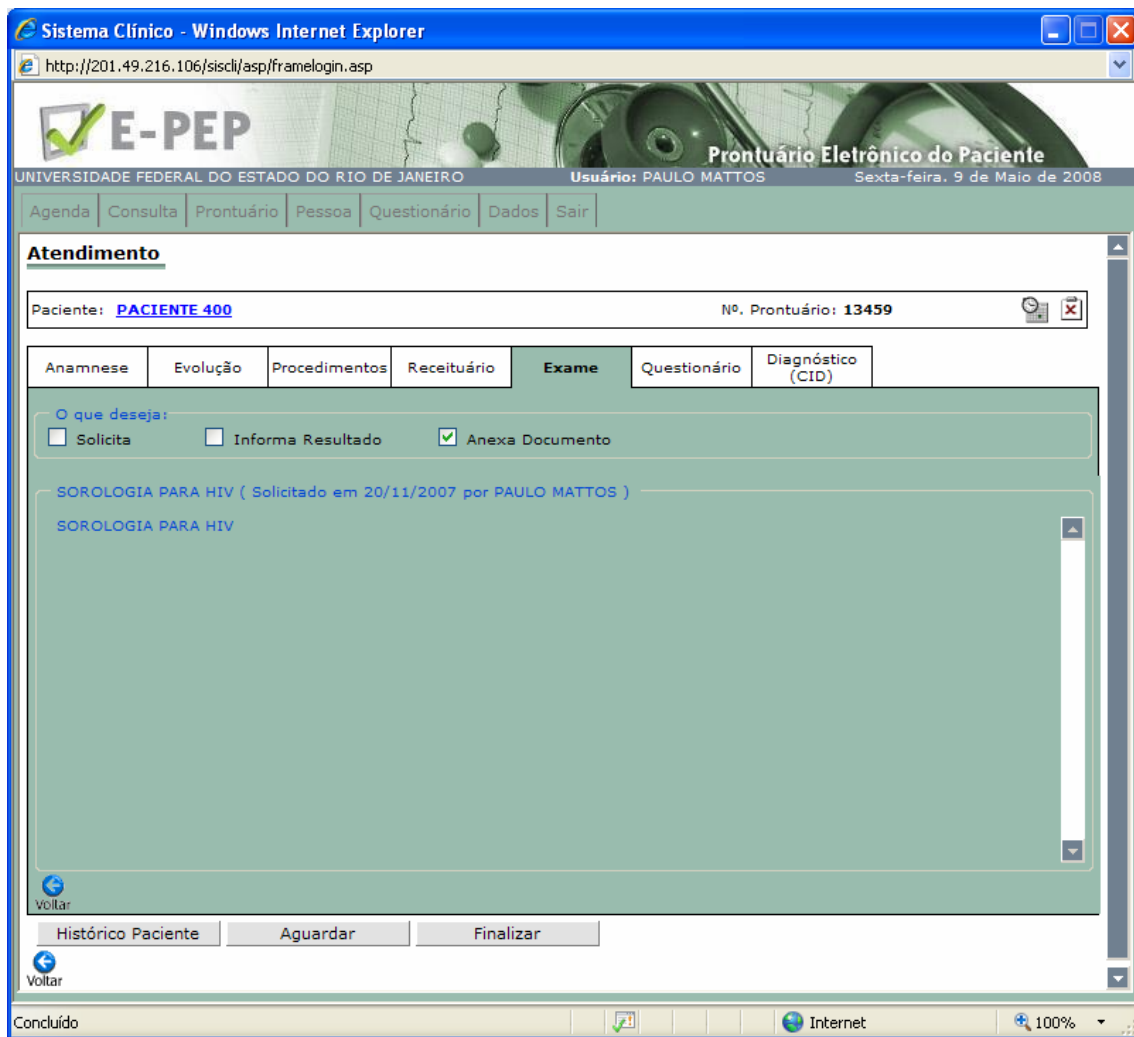 Sistema Clínico - Windows Internet Explorer
http://201.49.216.106/siscli/asp/framelogin.asp
E-PEP
Prontuário Eletrônico do Paciente
UNIVERSIDADE FEDERAL DO ESTADO DO RIO DE JANEIRO Usuário: PAULO MATTOS Sexta-feira. 9 de Maio de 2008
Agenda Consulta Prontuário Pessoa Questionário Dados Sair
Atendimento
Paciente: PACIENTE 400 Nº. Prontuário: 13459
Anamnese Evolução Procedimentos Receituário Exame Questionário Diagnóstico
(CID)
O que deseja:
Solicita Informa Resultado Anexa Documento
SOROLOGIA PARA HIV ( Solicitado em 20/11/2007 por PAULO MATTOS )
SOROLOGIA PARA HIV
Voltar
Histórico Paciente Aguardar Finalizar
Voltar
Concluído Internet 100%